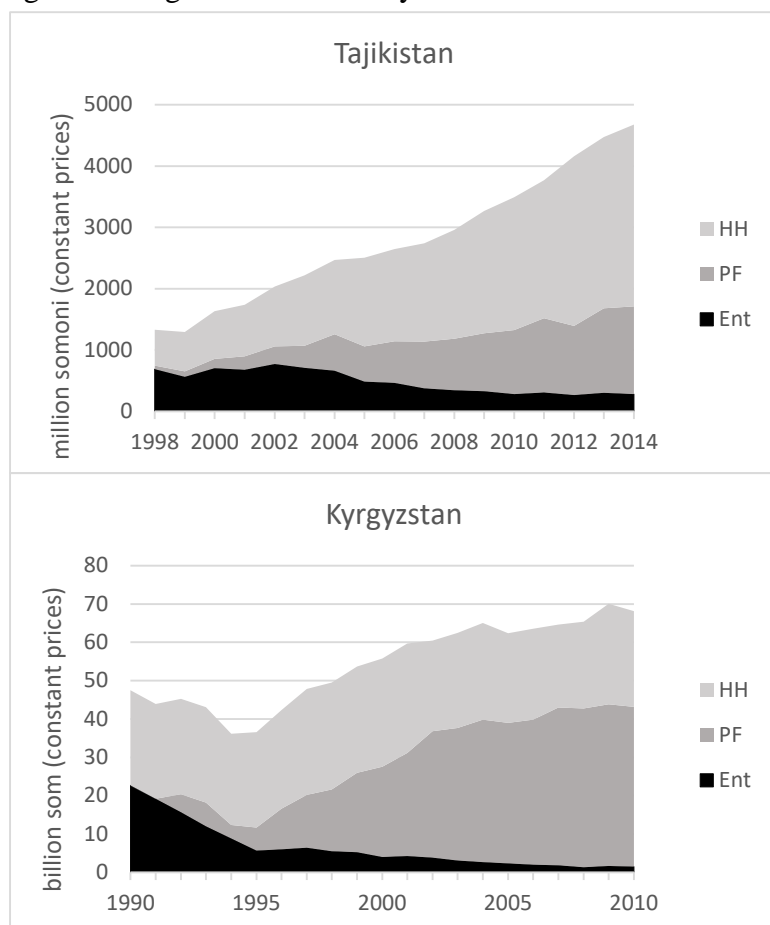 Tajikistan
million somoni (constant prices)
5000
4000
3000
2000
1000
0
1998 2000 2002 2004 2006 2008 2010 2012 2014
HH
PF
Ent
Kyrgyzstan
billion som (constant prices)
80
70
60
50
40
30
20
10
0
1990 1995 2000 2005 2010
HH
PF
Ent